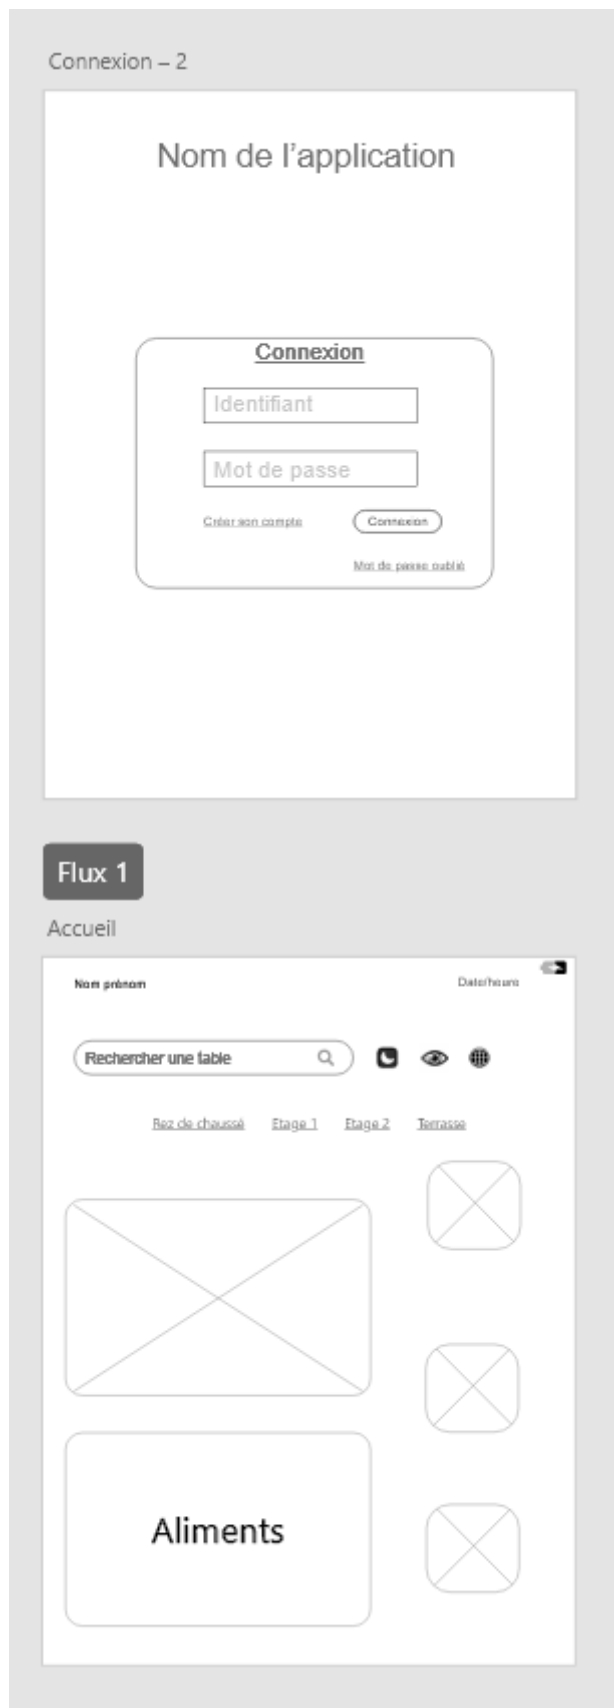 Connexion – 2
Nom de l'application
Connexion
Identifiant
Mot de passe
Créer son compte
Connexion
Mot de passe oublié
Flux 1
Accueil
Nom prénom
Date/heure
Rechercher une table
Rez de chaussé Etage 1 Etage 2 Terrasse
Aliments